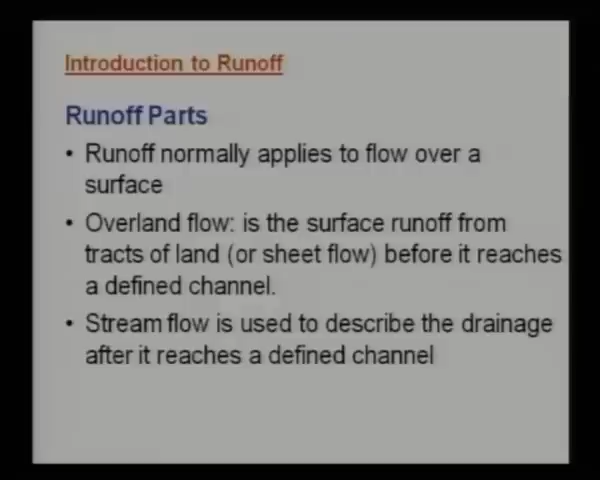 Introduction to Runoff
Runoff Parts
• Runoff normally applies to flow over a
surface
• Overland flow: is the surface runoff from
tracts of land (or sheet flow) before it reaches
a defined channel.
• Stream flow is used to describe the drainage
after it reaches a defined channel